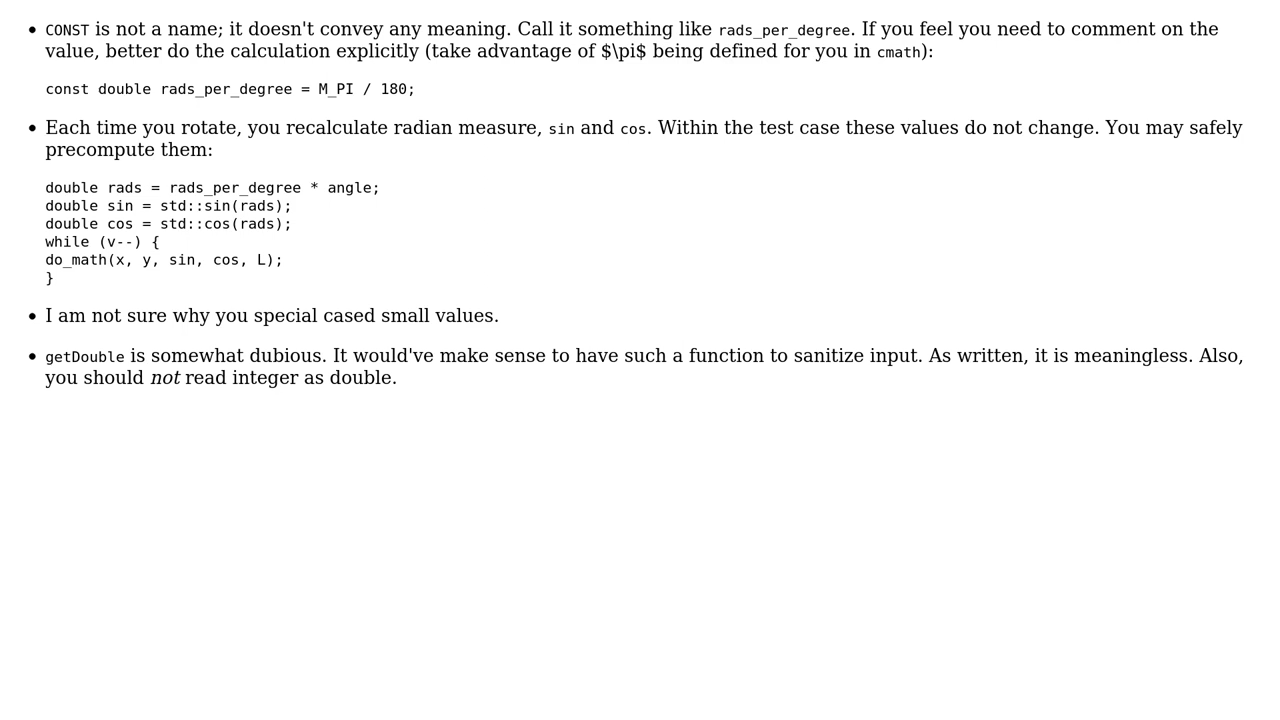 • CONST is not a name; it doesn't convey any meaning. Call it something like rads_per_degree. If you feel you need to comment on the
value, better do the calculation explicitly (take advantage of $\pi$ being defined for you in cmath):
const double rads_per_degree = M_PI / 180;
• Each time you rotate, you recalculate radian measure, sin and cos. Within the test case these values do not change. You may safely
precompute them:
double rads = rads_per_degree * angle;
double sin = std::sin(rads);
double cos = std::cos(rads);
while (v--) {
do_math(x, y, sin, cos, L);
}
• I am not sure why you special cased small values.
• getDouble is somewhat dubious. It would've make sense to have such a function to sanitize input. As written, it is meaningless. Also,
you should not read integer as double.